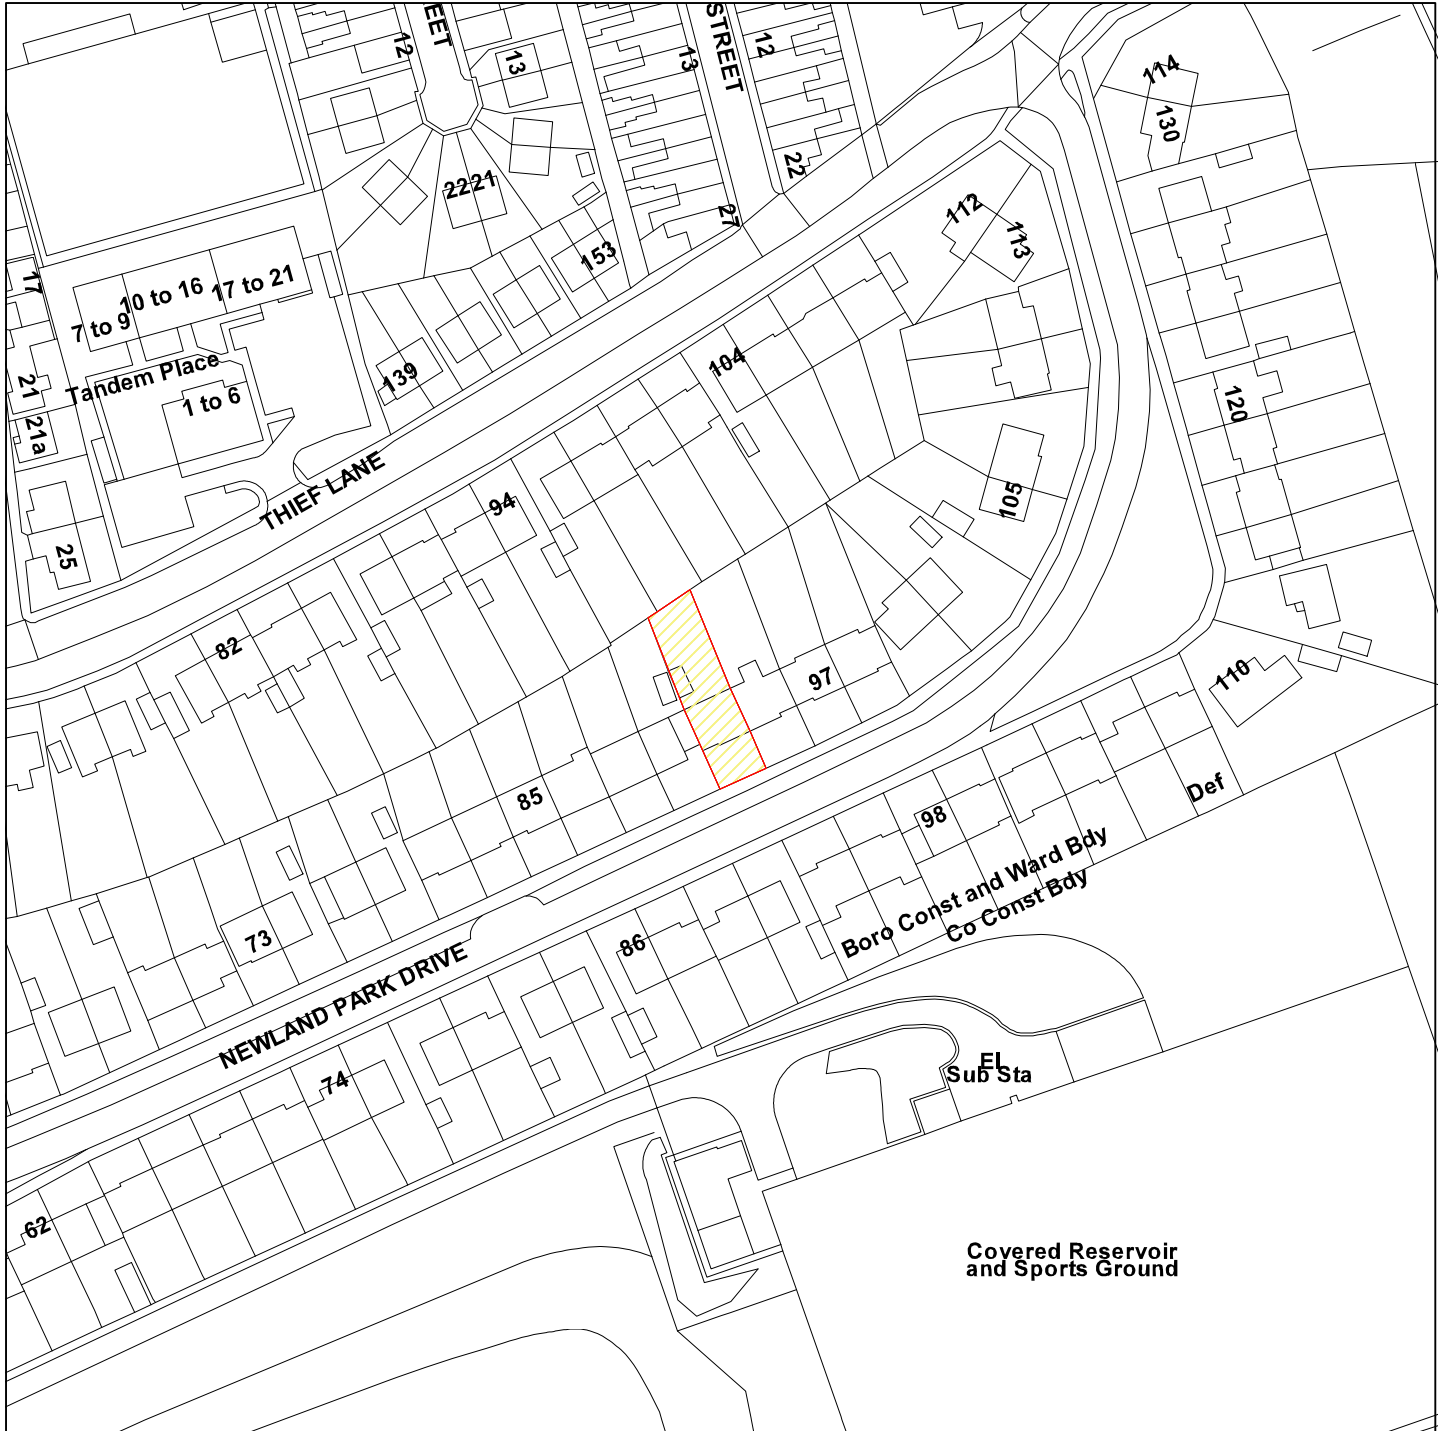 EET
STREET
12
13
13
12
114
130
22
2221
27
153
112
113
17
10 to 16
17 to 21
7 to 9
Tandem Place
139
104
21
1 to 6
120
21a
THIEF LANE
94
105
25
82
97
110
85
98
Def
Boro Const and Ward Bdy
Co Const Bdy
73
86
NEWLAND PARK DRIVE
74
El
Sub Sta
62
Covered Reservoir
and Sports Ground